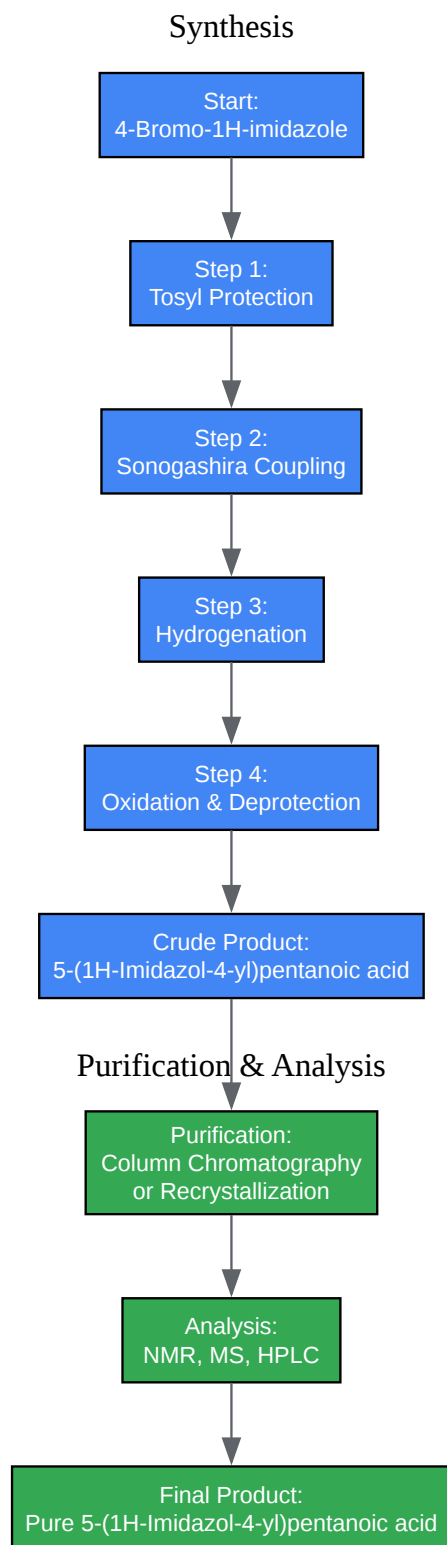 Synthesis
Start:
4-Bromo-1H-imidazole
Step 1:
Tosyl Protection
Step 2:
Sonogashira Coupling
Step 3:
Hydrogenation
Step 4:
Oxidation & Deprotection
Crude Product:
5-(1H-Imidazol-4-yl)pentanoic acid
Purification & Analysis
Purification:
Column Chromatography
or Recrystallization
Analysis:
NMR, MS, HPLC
Final Product:
Pure 5-(1H-Imidazol-4-yl)pentanoic acid